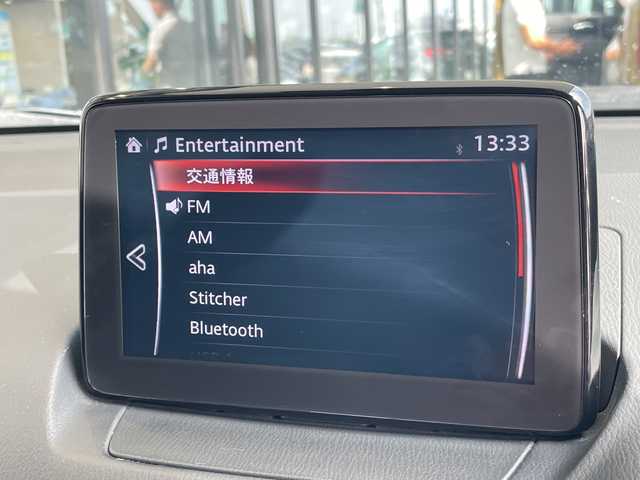 Entertainment 13:33
交通情報
FM
AM
aha
Stitcher
Bluetooth